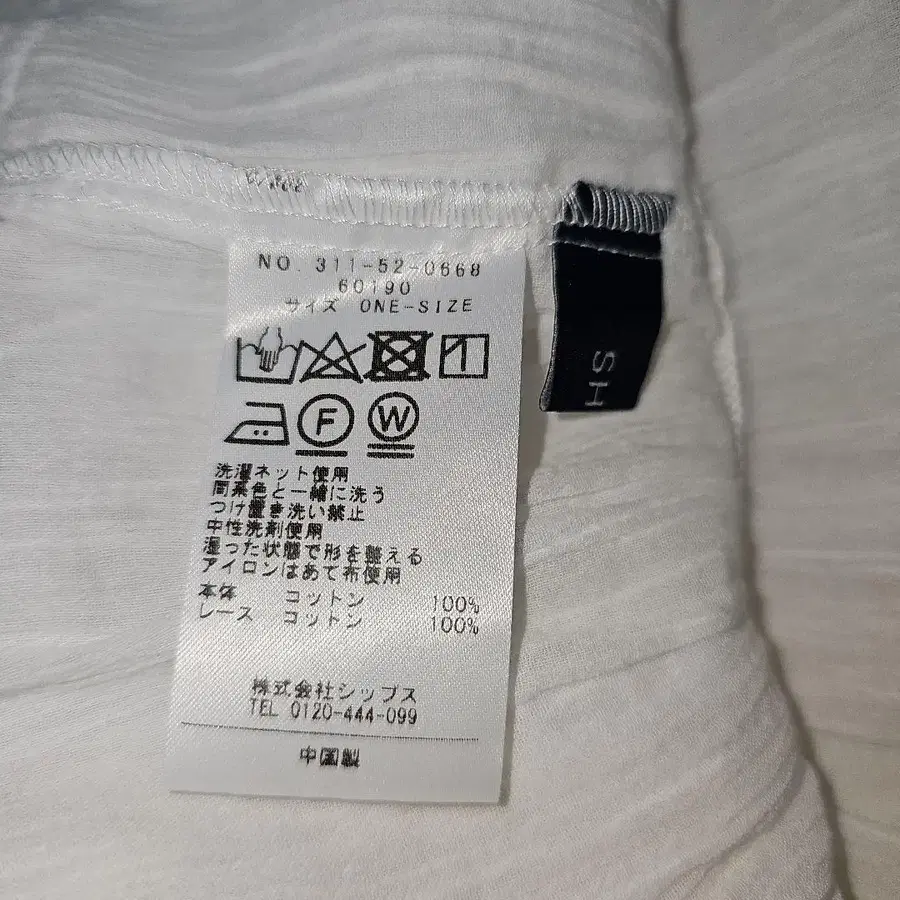 NO. 311-52-0668
60190
サイズ ONE-SIZE
F
W
洗濯ネット使用
同系色と一緒に洗う
つけ置き洗い禁止
中性洗剤使用
湿った状態で形を整える
アイロンはあて布使用
本体 コットン 100%
レース コットン 100%
株式会社シップス
TEL 0120-444-099
中国製
SH